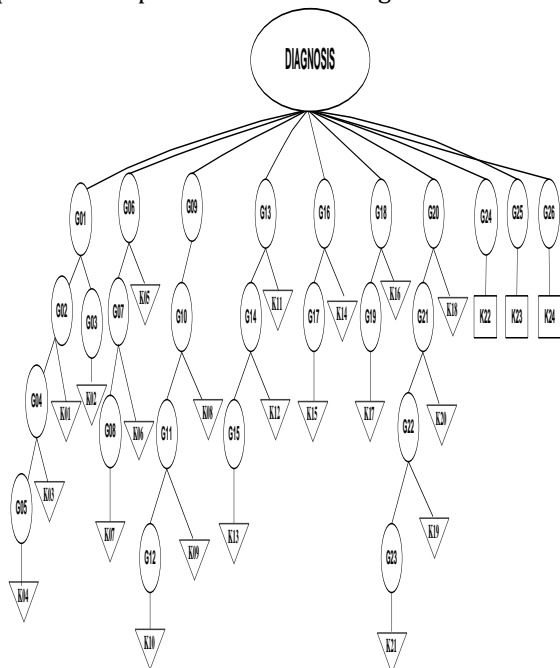 DIAGNOSIS
G01 G06 G09 G13 G16 G18 G20 G24 G25 G26
G02 G03 G07 K05 G10 G14 K11 G17 K14 G19 K16 G21 K18 K22 K23 K24
G04 K01 K02 G08 K06 G11 K08 G15 K12 K15 K17 G22 K20
G05 K03 K07 G12 K09 K13 G23 K19
K04 K10 K21